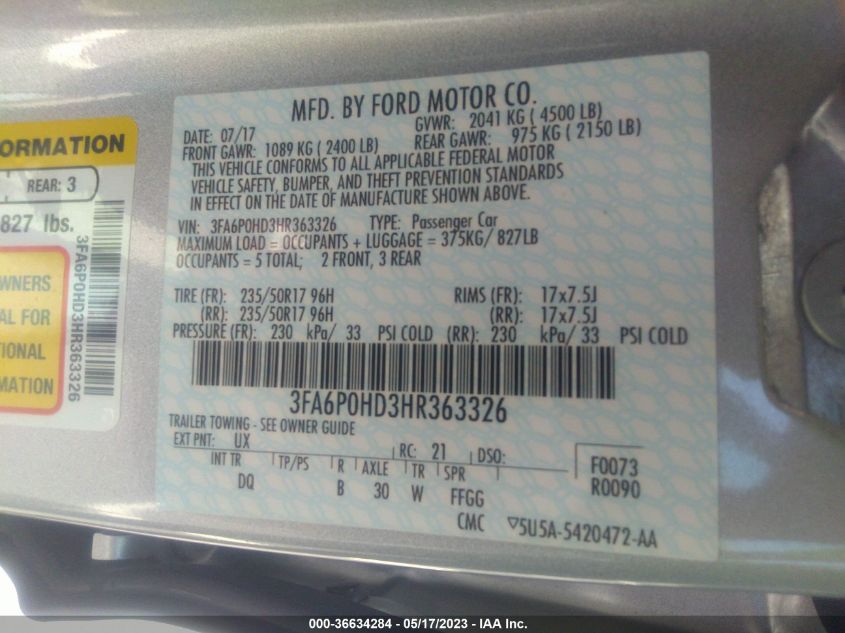 ORMATION
REAR: 3
827 lbs.
WNERS
AL FOR
TIONAL
MATION
3FA6P0HD3HR363326
MFD. BY FORD MOTOR CO.
DATE: 07/17 GVWR: 2041 KG ( 4500 LB)
FRONT GAWR: 1089 KG ( 2400 LB) REAR GAWR: 975 KG ( 2150 LB)
THIS VEHICLE CONFORMS TO ALL APPLICABLE FEDERAL MOTOR
VEHICLE SAFETY, BUMPER, AND THEFT PREVENTION STANDARDS
IN EFFECT ON THE DATE OF MANUFACTURE SHOWN ABOVE.
VIN: 3FA6P0HD3HR363326 TYPE: Passenger Car
MAXIMUM LOAD = OCCUPANTS + LUGGAGE = 375KG/ 827LB
OCCUPANTS = 5 TOTAL; 2 FRONT, 3 REAR
TIRE (FR): 235/50R17 96H RIMS (FR): 17x7.5J
(RR): 235/50R17 96H (RR): 17x7.5J
PRESSURE (FR): 230 kPa/ 33 PSI COLD (RR): 230 kPa/ 33 PSI COLD
3FA6P0HD3HR363326
TRAILER TOWING - SEE OWNER GUIDE
EXT PNT: UX RC: 21 DSO:
INT TR TP/PS R AXLE TR SPR F0073
DQ B 30 W FFGG R0090
CMC ▽5U5A-5420472-AA
000-36634284 - 05/17/2023 - IAA Inc.